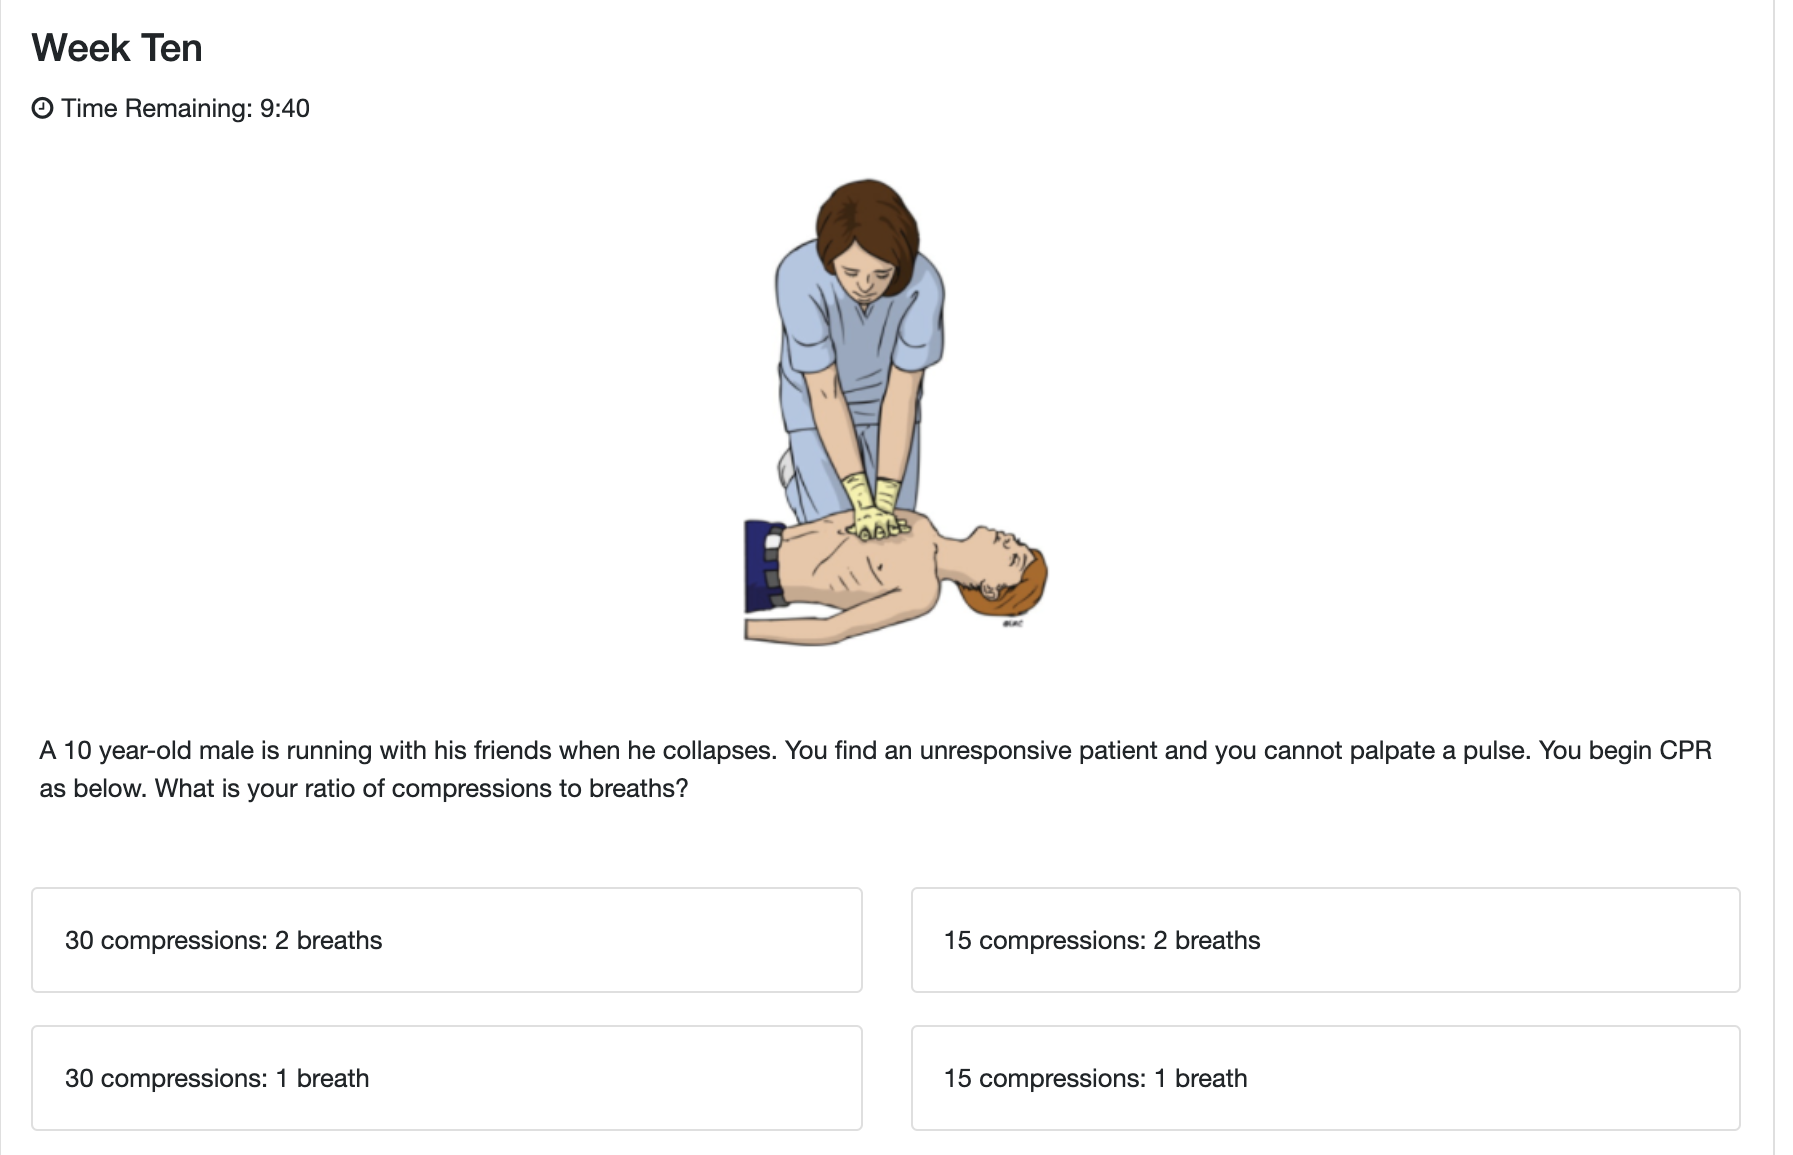 Week Ten
Time Remaining: 9:40
A 10 year-old male is running with his friends when he collapses. You find an unresponsive patient and you cannot palpate a pulse. You begin CPR
as below. What is your ratio of compressions to breaths?
30 compressions: 2 breaths
15 compressions: 2 breaths
30 compressions: 1 breath
15 compressions: 1 breath